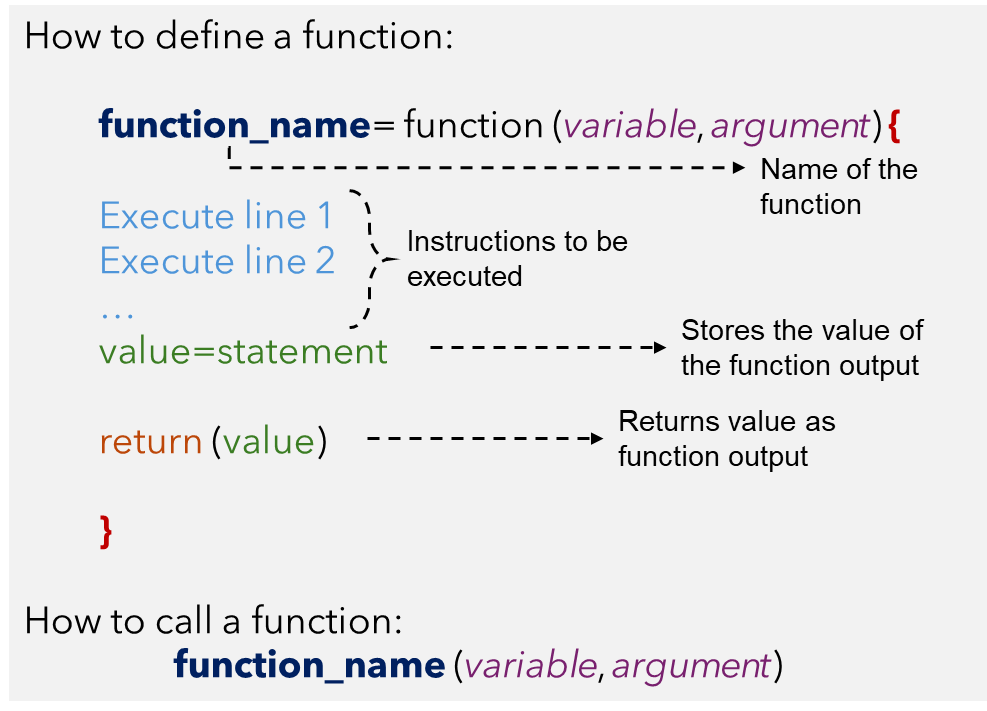 How to define a function:
function_name= function (variable, argument) {
Name of the
function
Execute line 1
Execute line 2
...
Instructions to be
executed
value=statement
Stores the value of
the function output
return (value)
Returns value as
function output
}
How to call a function:
function_name (variable, argument)